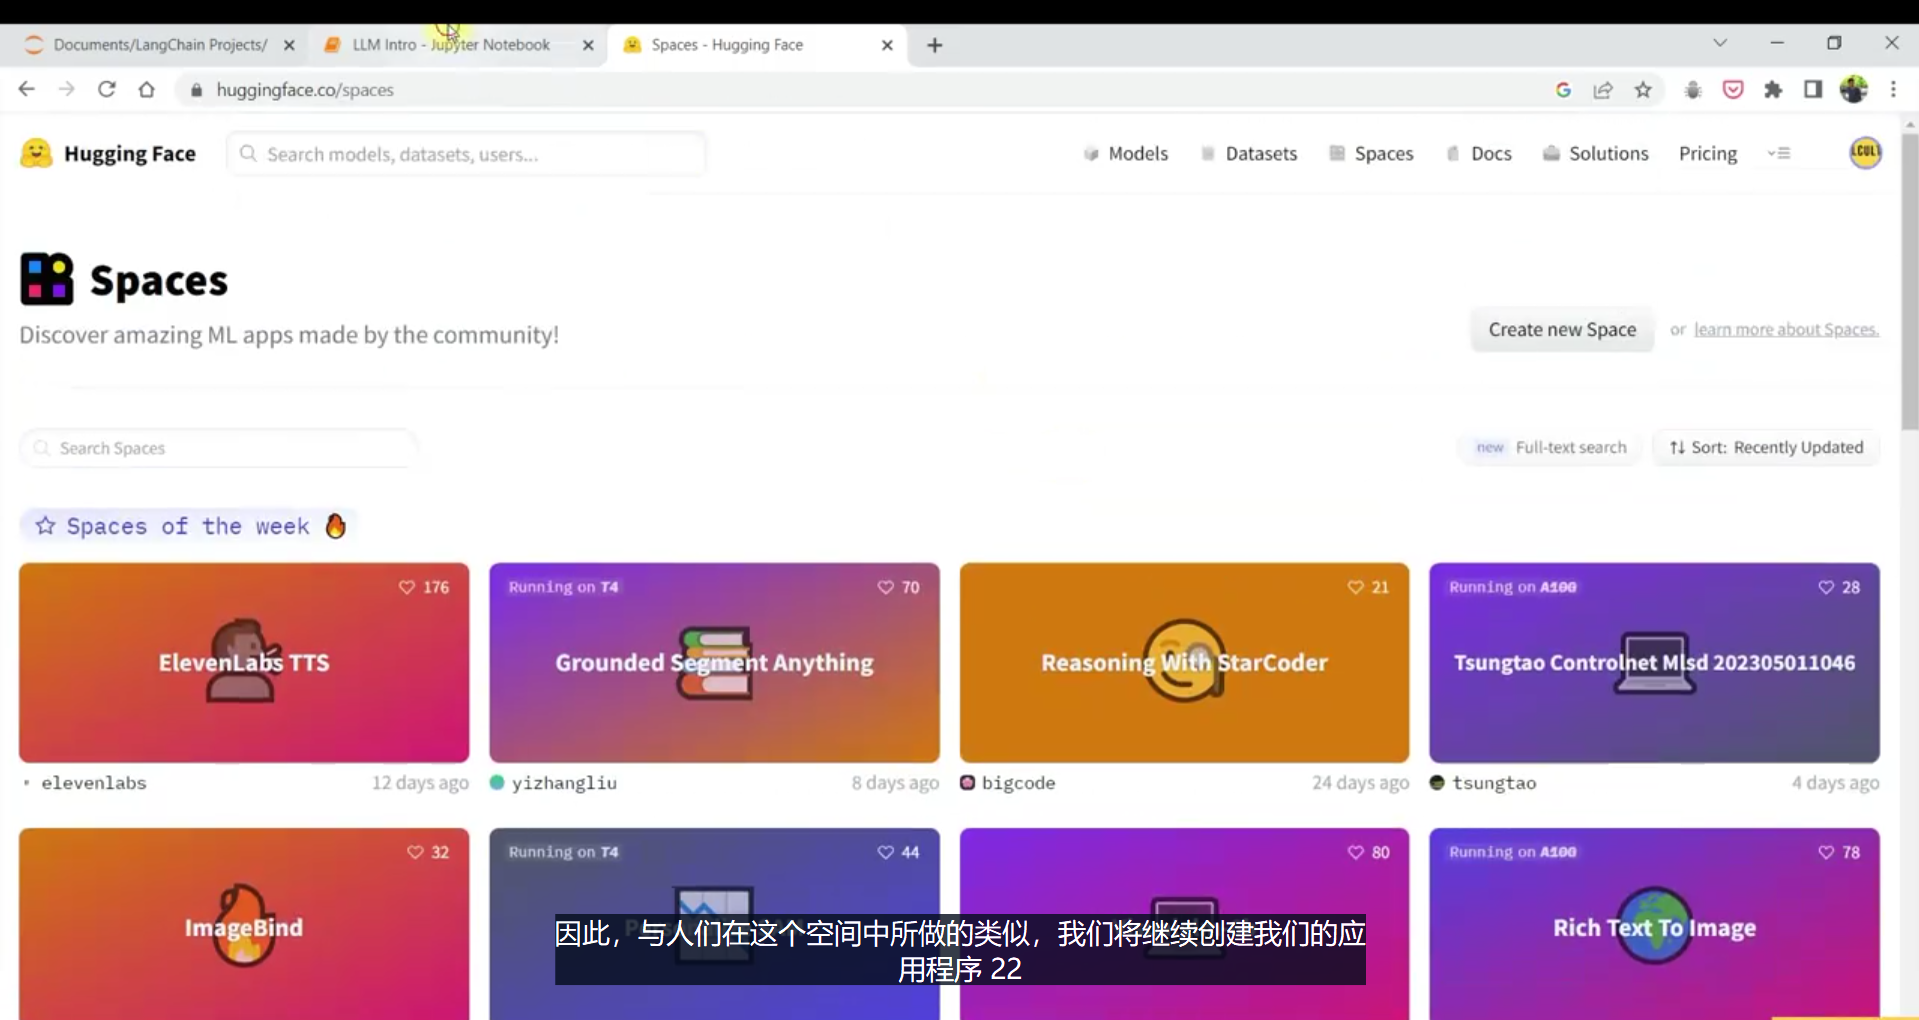 Documents/LangChain Projects/
LLM Intro - Jupyter Notebook
Spaces - Hugging Face
huggingface.co/spaces
Hugging Face
Search models, datasets, users...
Models
Datasets
Spaces
Docs
Solutions
Pricing
Spaces
Discover amazing ML apps made by the community!
Create new Space
or learn more about Spaces.
Search Spaces
new Full-text search
Sort: Recently Updated
Spaces of the week 🔥
176
ElevenLabs TTS
elevenlabs
12 days ago
Running on T4
70
Grounded Segment Anything
yizhangliu
8 days ago
21
Reasoning With StarCoder
bigcode
24 days ago
Running on A100
28
Tsungtao Controlnet Mlsd 202305011046
tsungtao
4 days ago
32
ImageBind
Running on T4
44
80
Running on A100
78
Rich Text To Image
因此，与人们在这个空间中所做的类似，我们将继续创建我们的应
用程序 22